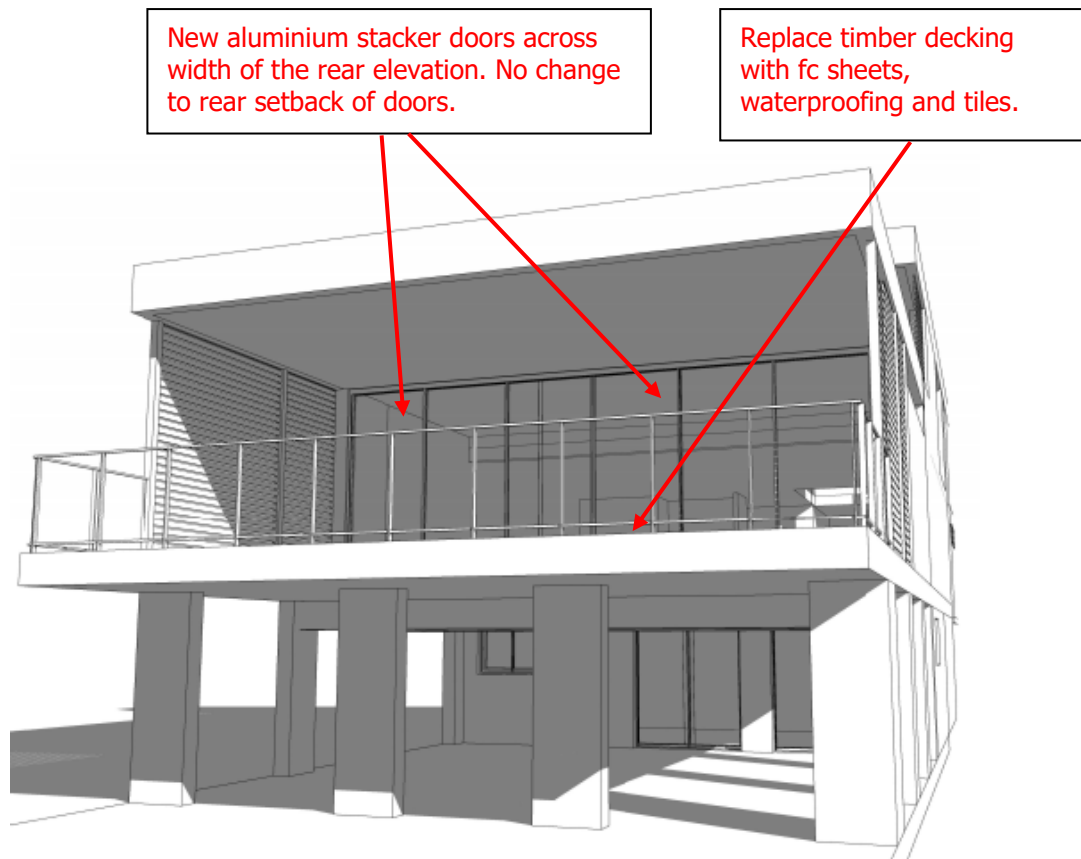 New aluminium stacker doors across
width of the rear elevation. No change
to rear setback of doors.
Replace timber decking
with fc sheets,
waterproofing and tiles.